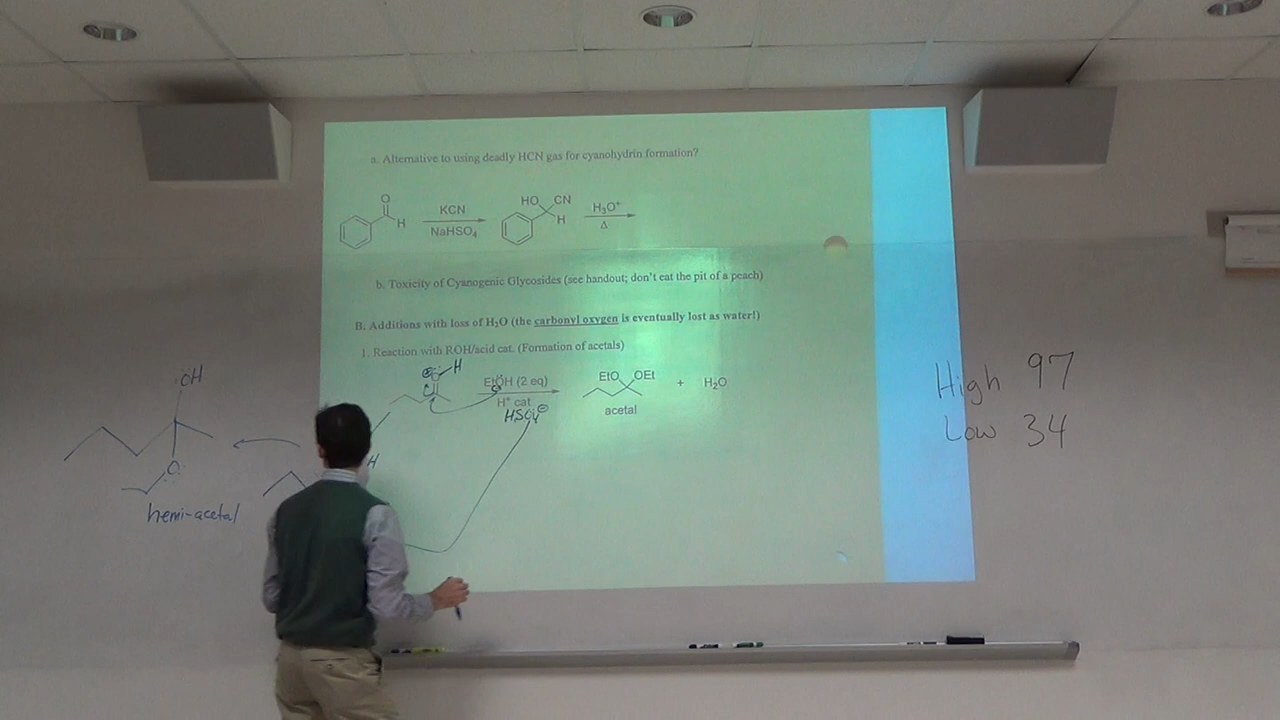 a. Alternative to using deadly HCN gas for cyanohydrin formation?
O
H
KCN
NaHSO₄
HO CN
H
H₃O⁺
Δ
b. Toxicity of Cyanogenic Glycosides (see handout; don't eat the pit of a peach)
B. Additions with loss of H₂O (the carbonyl oxygen is eventually lost as water!)
1. Reaction with ROH/acid cat. (Formation of acetals)
H
EtOH (2 eq)
H⁺ cat
HSO₄⊖
EtO OEt
acetal
+ H₂O
OH
O
hemi-acetal
H
High 97
Low 34